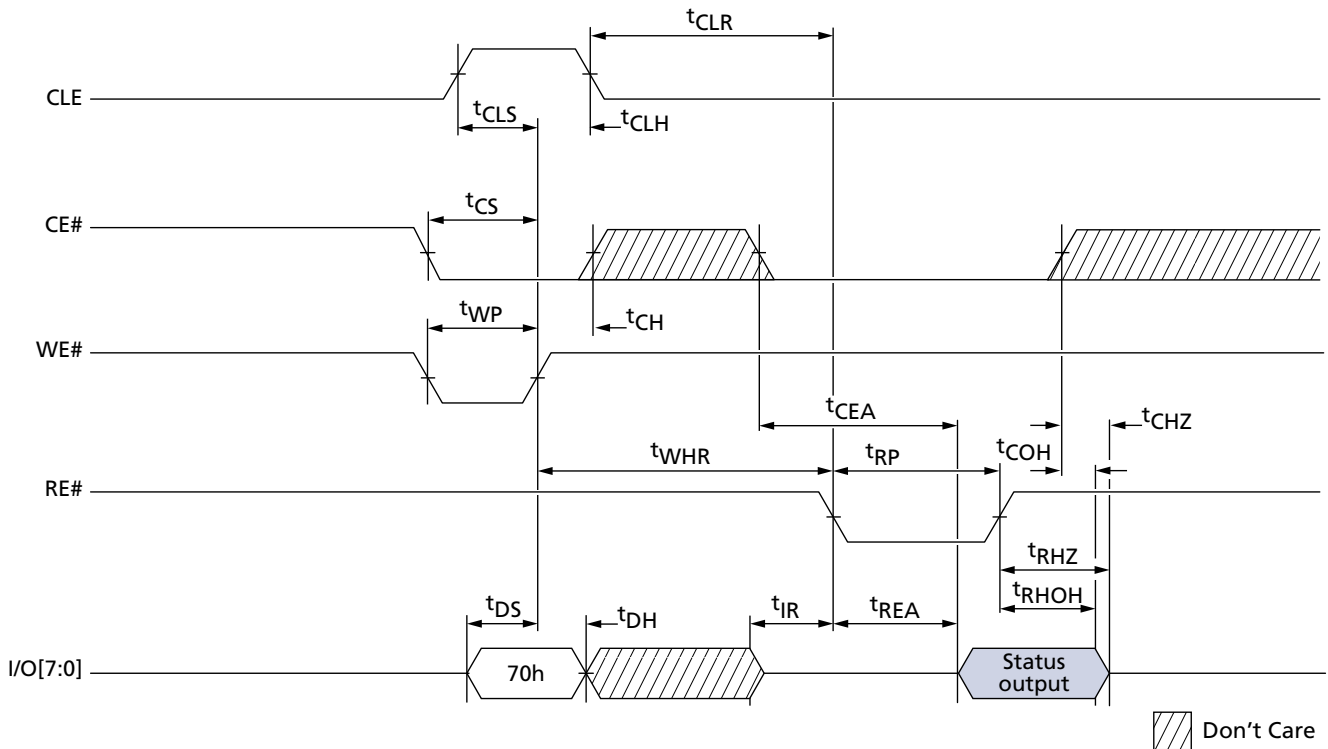 tCLR
CLE
tCLS
tCLH
tCS
CE#
tWP
tCH
WE#
tCEA
tCHZ
tWHR
tRP
tCOH
RE#
tRHZ
tRHOH
tDS
tDH
tIR
tREA
I/O[7:0]
70h
Status
output
Don't Care